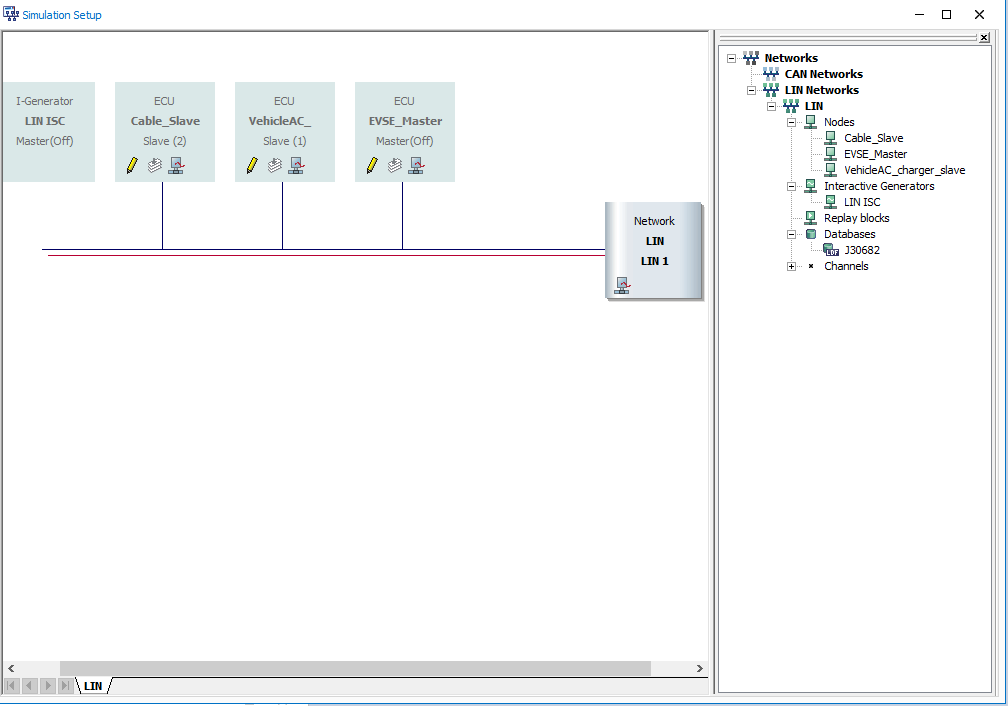 Simulation Setup
I-Generator
LIN ISC
Master(Off)
ECU
Cable_Slave
Slave (2)
ECU
VehicleAC_
Slave (1)
ECU
EVSE_Master
Master(Off)
Network
LIN
LIN 1
LIN
Networks
CAN Networks
LIN Networks
LIN
Nodes
Cable_Slave
EVSE_Master
VehicleAC_charger_slave
Interactive Generators
LIN ISC
Replay blocks
Databases
J30682
Channels